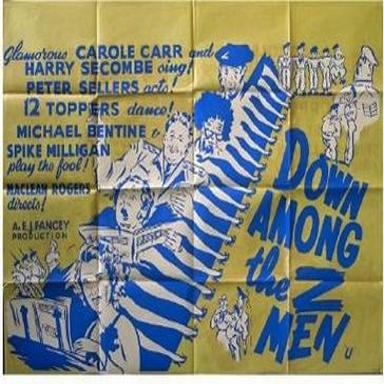 Glamorous CAROLE CARR and
HARRY SECOMBE sing!
PETER SELLERS acts!
12 TOPPERS dance!
MICHAEL BENTINE &
SPIKE MILLIGAN
play the fool!
MACLEAN ROGERS
directs!
A E.J. FANCEY
PRODUCTION
DOWN
AMONG
the Z
MEN
U